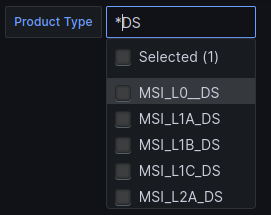 Product Type
*DS
Selected (1)
MSI_L0__DS
MSI_L1A_DS
MSI_L1B_DS
MSI_L1C_DS
MSI_L2A_DS